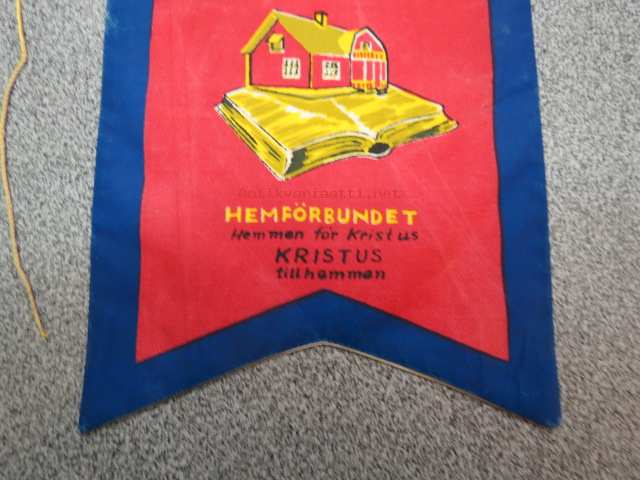 Antikvariaatti.net
HEMFÖRBUNDET
Hemmen för Kristus
KRISTUS
till hemmen